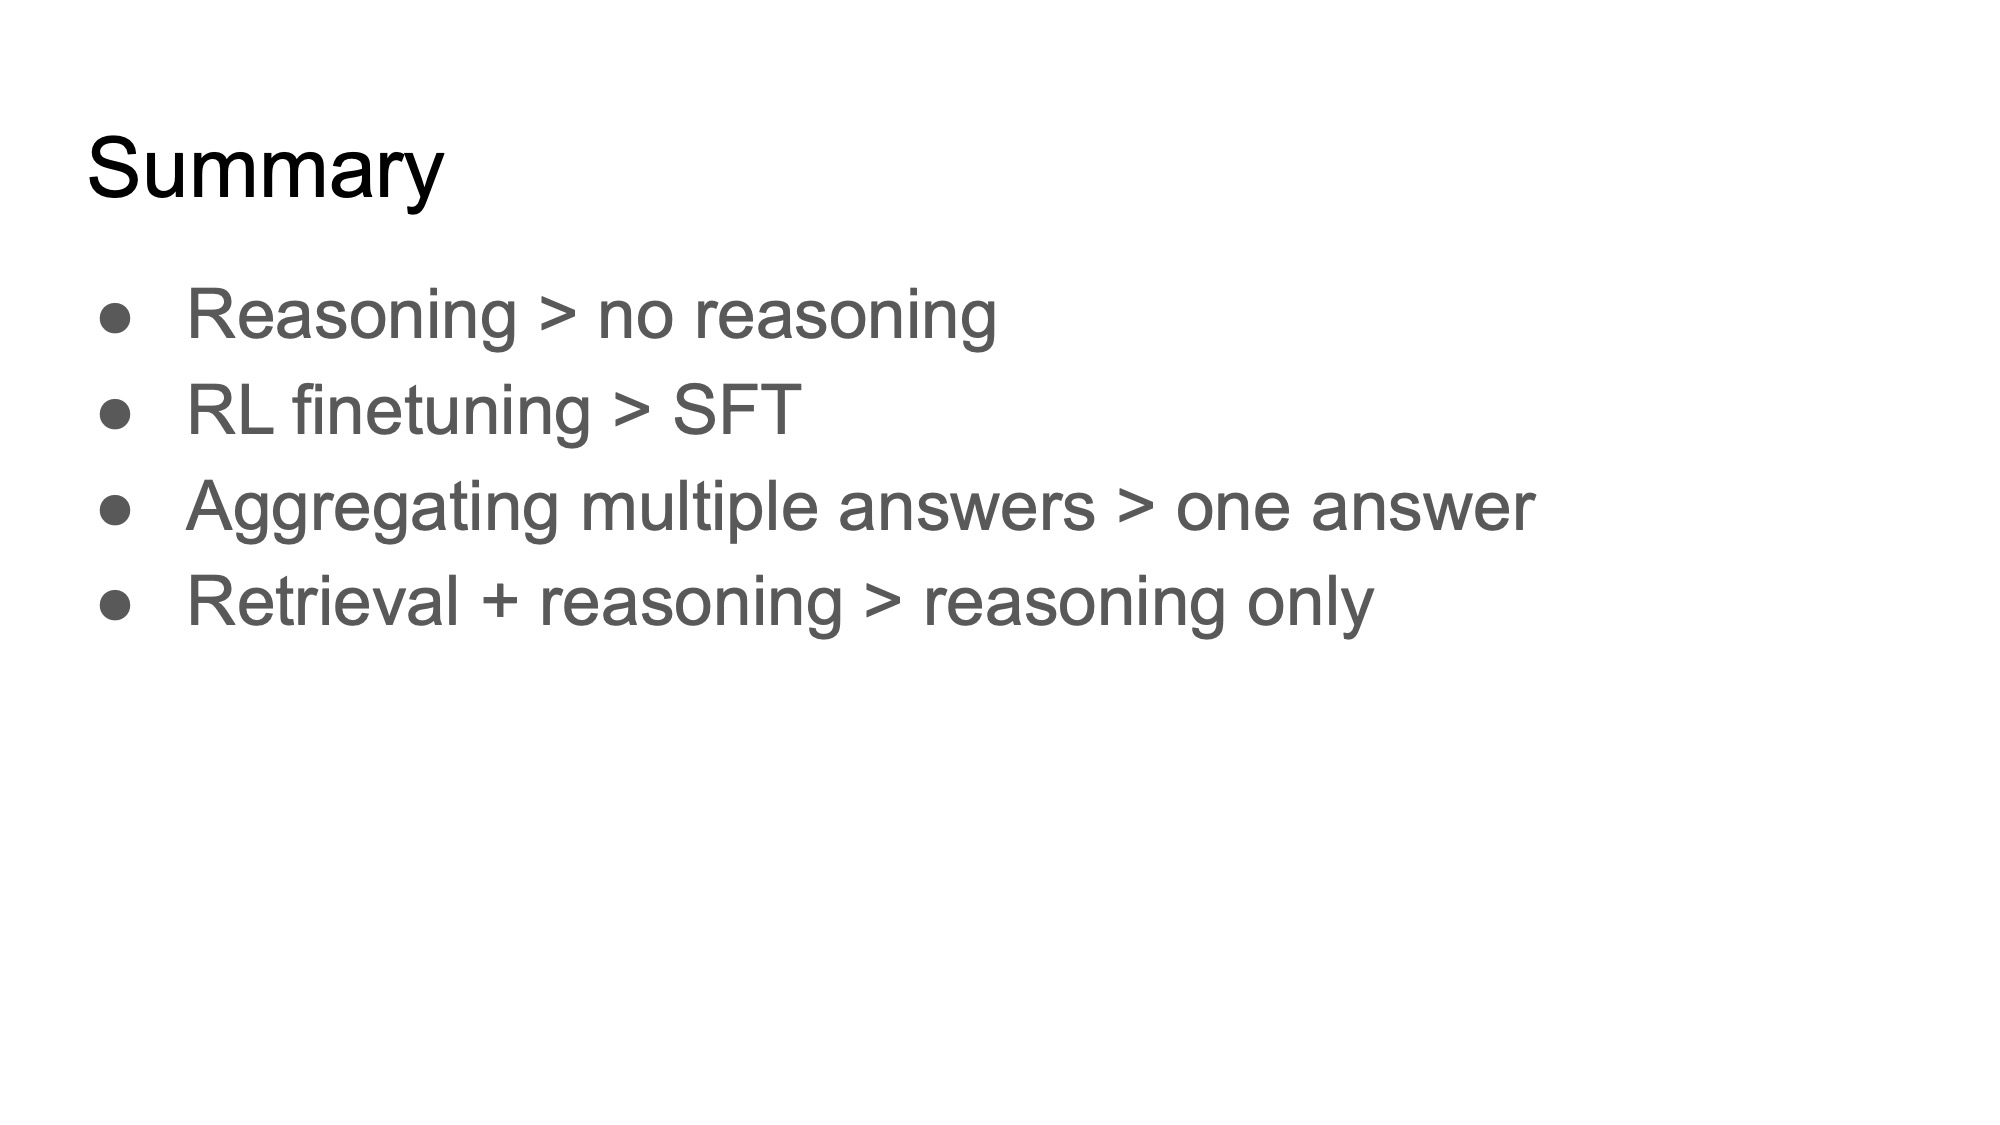 Summary
● Reasoning > no reasoning
● RL finetuning > SFT
● Aggregating multiple answers > one answer
● Retrieval + reasoning > reasoning only